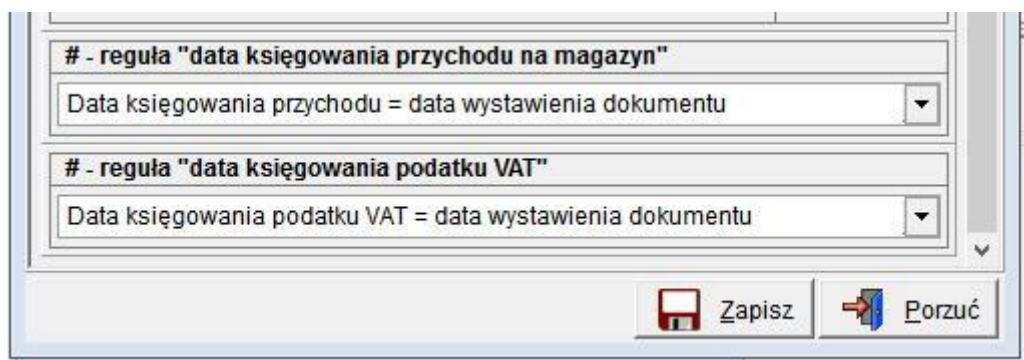 # - reguła "data księgowania przychodu na magazyn"
Data księgowania przychodu = data wystawienia dokumentu
# - reguła "data księgowania podatku VAT"
Data księgowania podatku VAT = data wystawienia dokumentu
Zapisz Porzuć